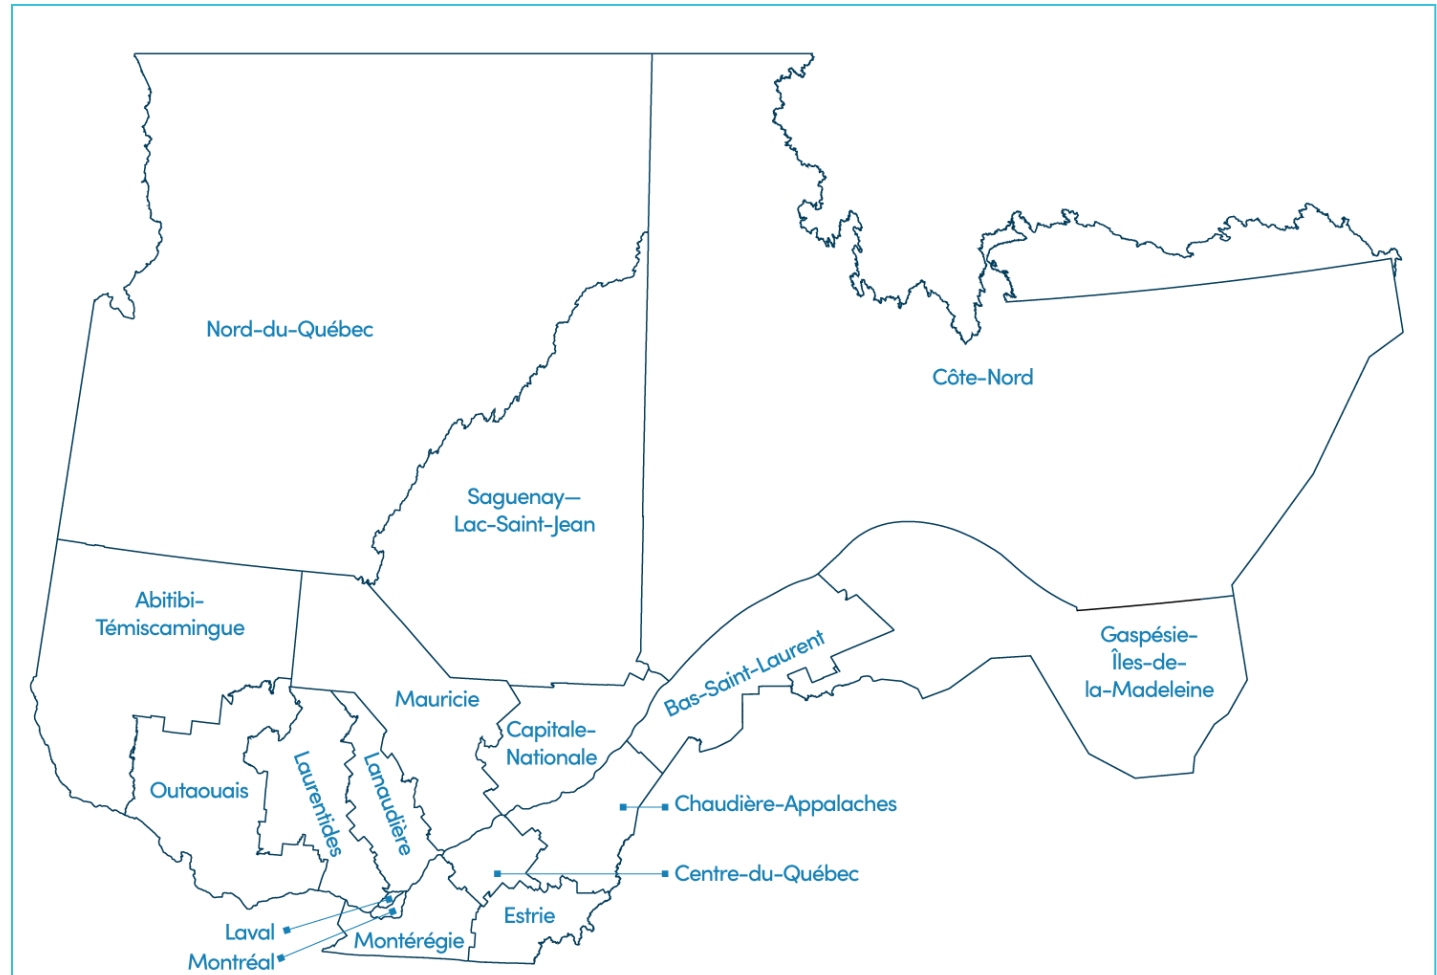 Nord-du-Québec
Côte-Nord
Saguenay—
Lac-Saint-Jean
Abitibi-
Témiscamingue
Gaspésie-
Îles-de-
la-Madeleine
Bas-Saint-Laurent
Mauricie
Capitale-
Nationale
Outaouais
Laurentides
Lanaudière
Chaudière-Appalaches
Centre-du-Québec
Estrie
Laval
Montérégie
Montréal